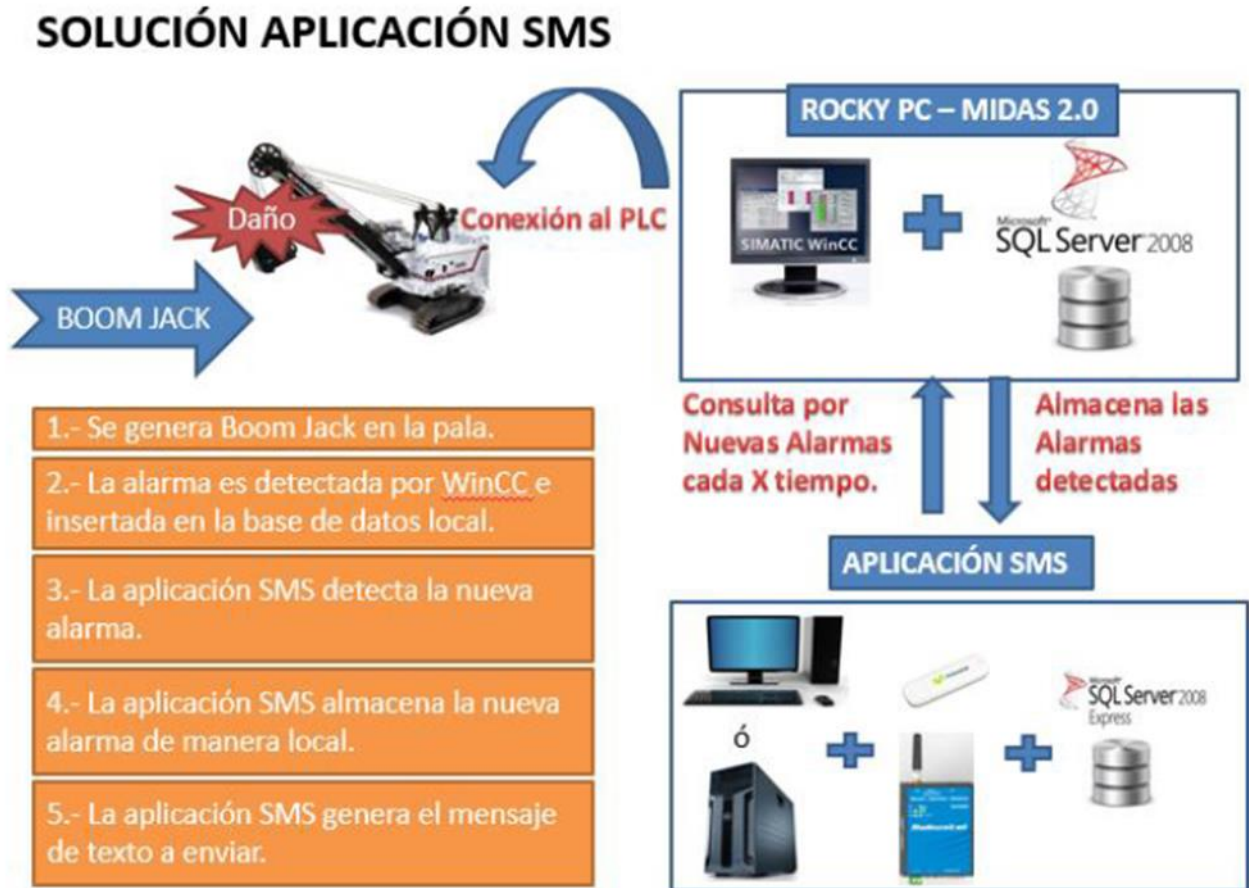 SOLUCIÓN APLICACIÓN SMS
ROCKY PC – MIDAS 2.0
Daño
Conexión al PLC
SIMATIC WinCC
Microsoft
SQL Server 2008
BOOM JACK
1.- Se genera Boom Jack en la pala.
2.- La alarma es detectada por WinCC e
insertada en la base de datos local.
3.- La aplicación SMS detecta la nueva
alarma.
4.- La aplicación SMS almacena la nueva
alarma de manera local.
5.- La aplicación SMS genera el mensaje
de texto a enviar.
Consulta por
Nuevas Alarmas
cada X tiempo.
Almacena las
Alarmas
detectadas
APLICACIÓN SMS
ó
Microsoft
SQL Server 2008
Express